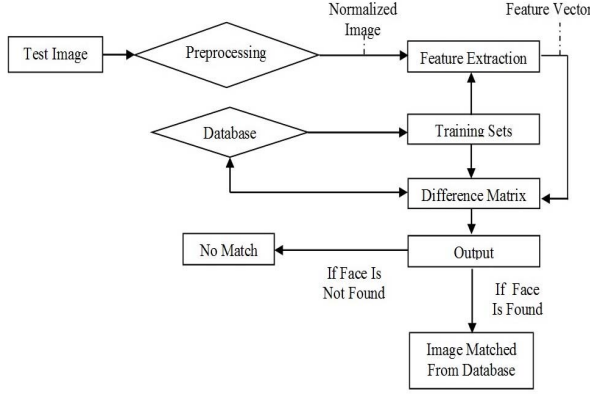 Normalized
Image
Feature Vector
Test Image
Preprocessing
Feature Extraction
Database
Training Sets
Difference Matrix
No Match
Output
If Face Is
Not Found
If Face
Is Found
Image Matched
From Database